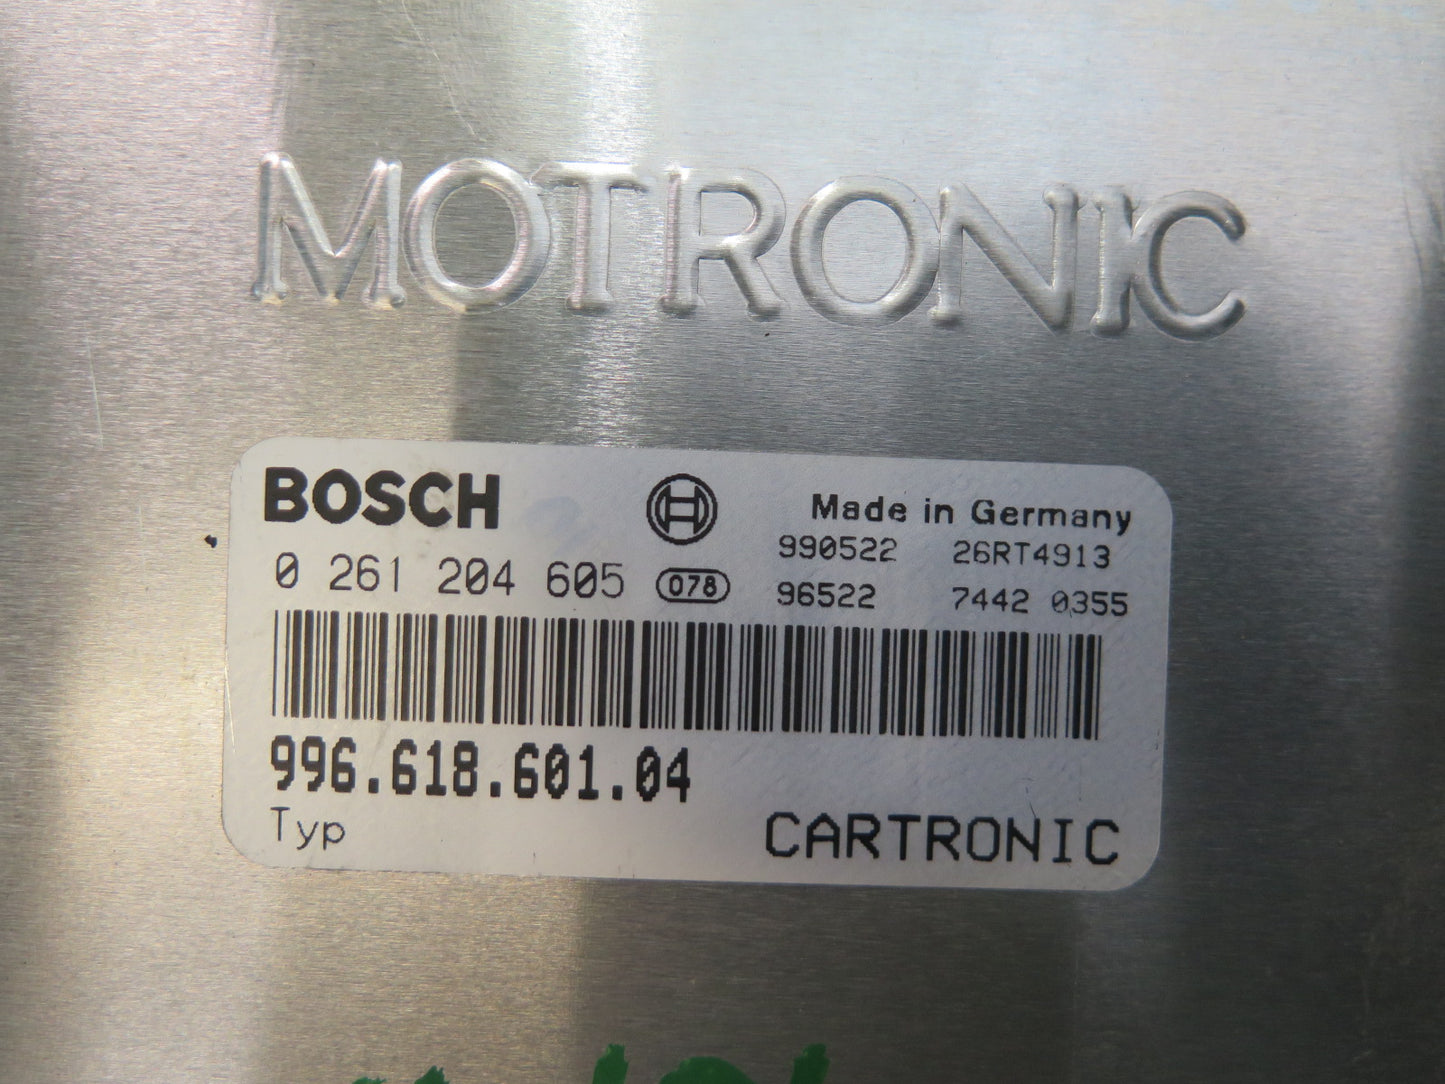 MOTRONIC
BOSCH
Made in Germany
990522 26RT4913
0 261 204 605 078 96522 7442 0355
996.618.601.04
Typ CARTRONIC